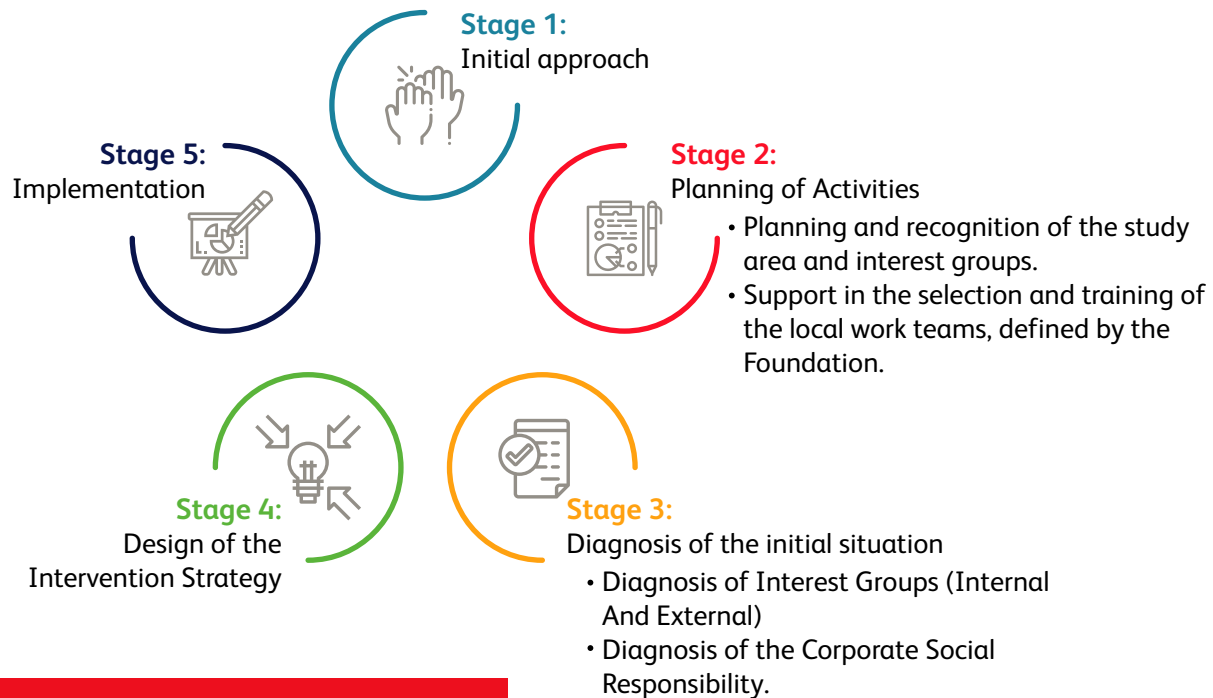 Stage 1:
Initial approach
Stage 2:
Planning of Activities
• Planning and recognition of the study
area and interest groups.
• Support in the selection and training of
the local work teams, defined by the
Foundation.
Stage 3:
Diagnosis of the initial situation
• Diagnosis of Interest Groups (Internal
And External)
• Diagnosis of the Corporate Social
Responsibility.
Stage 4:
Design of the
Intervention Strategy
Stage 5:
Implementation